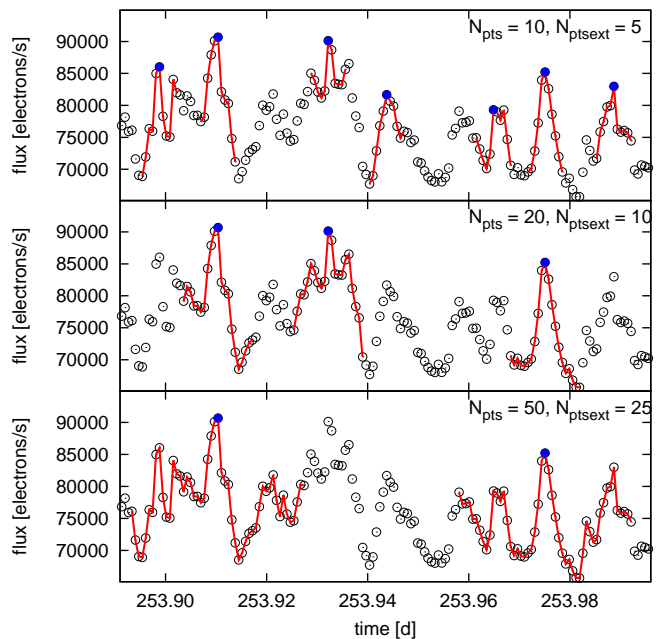 N_pts = 10, N_ptsext = 5
90000
85000
80000
75000
70000
flux [electrons/s]
N_pts = 20, N_ptsext = 10
90000
85000
80000
75000
70000
flux [electrons/s]
N_pts = 50, N_ptsext = 25
90000
85000
80000
75000
70000
flux [electrons/s]
253.90 253.92 253.94 253.96 253.98
time [d]